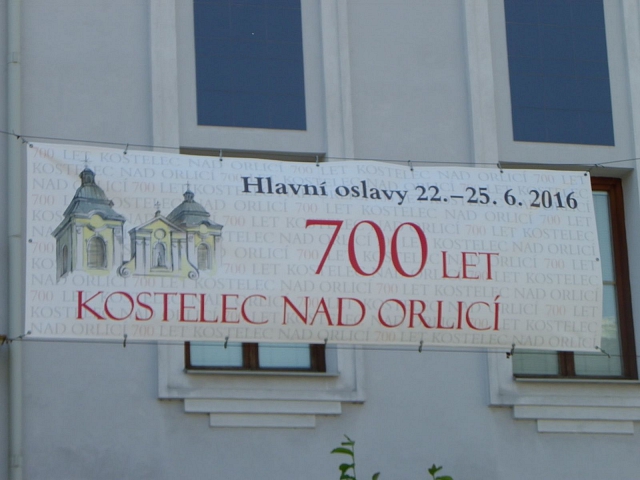 Hlavní oslavy 22.–25. 6. 2016
700 LET
KOSTELEC NAD ORLICÍ